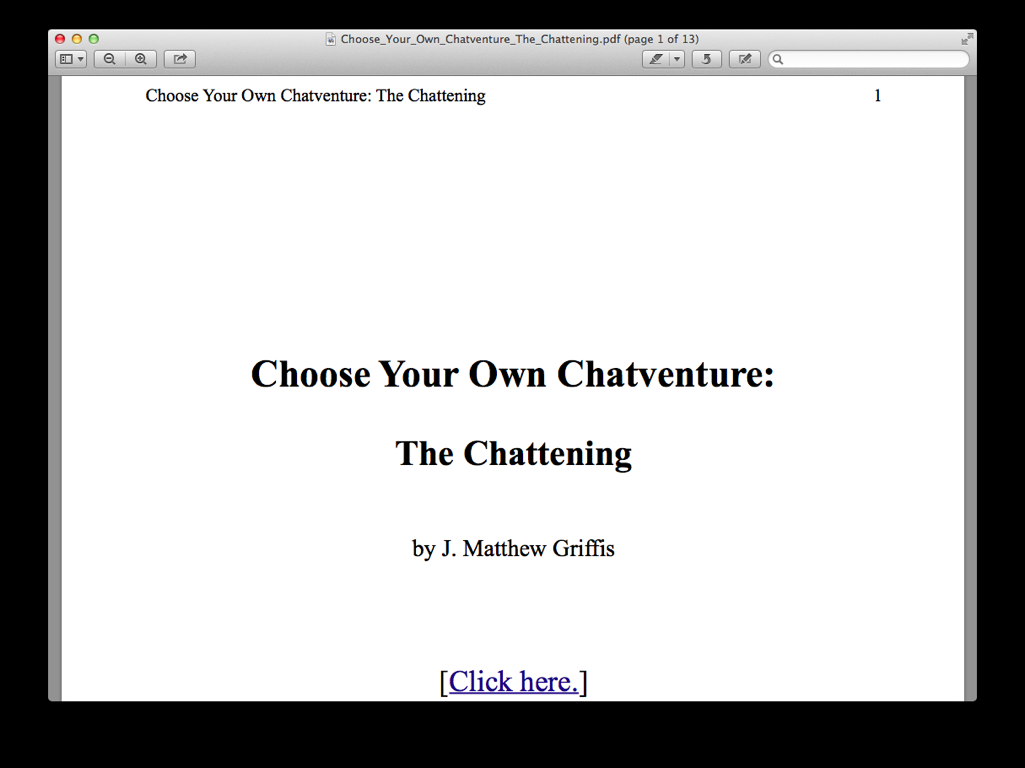 Choose_Your_Own_Chatventure_The_Chattening.pdf (page 1 of 13)
Choose Your Own Chatventure: The Chattening 1
Choose Your Own Chatventure:
The Chattening
by J. Matthew Griffis
[Click here.]